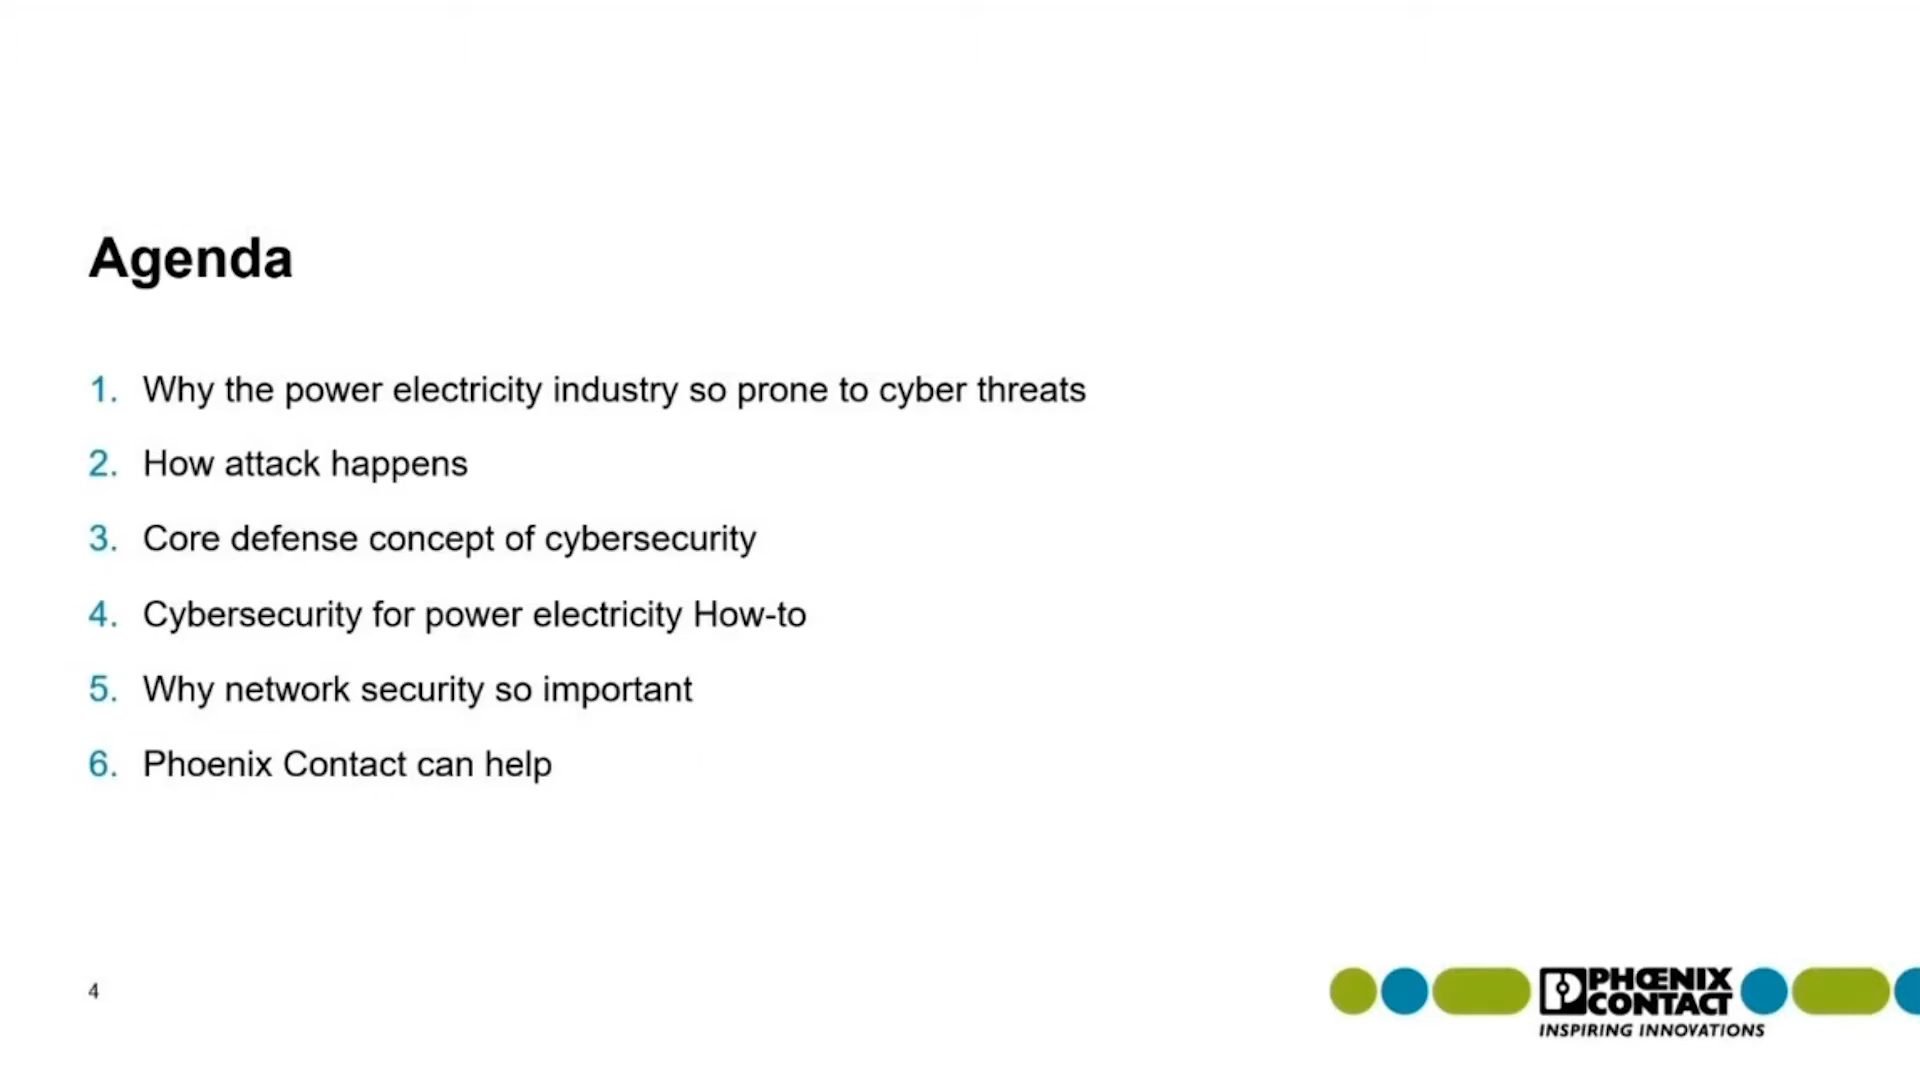 Agenda
1. Why the power electricity industry so prone to cyber threats
2. How attack happens
3. Core defense concept of cybersecurity
4. Cybersecurity for power electricity How-to
5. Why network security so important
6. Phoenix Contact can help
4
PHŒNIX
CONTACT
INSPIRING INNOVATIONS